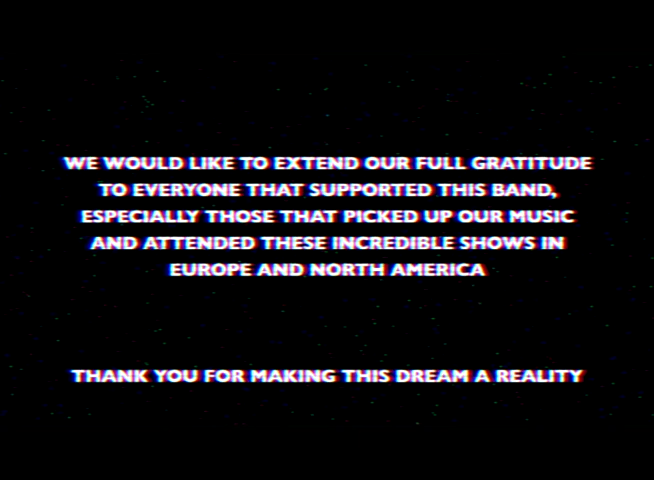 WE WOULD LIKE TO EXTEND OUR FULL GRATITUDE
TO EVERYONE THAT SUPPORTED THIS BAND,
ESPECIALLY THOSE THAT PICKED UP OUR MUSIC
AND ATTENDED THESE INCREDIBLE SHOWS IN
EUROPE AND NORTH AMERICA
THANK YOU FOR MAKING THIS DREAM A REALITY